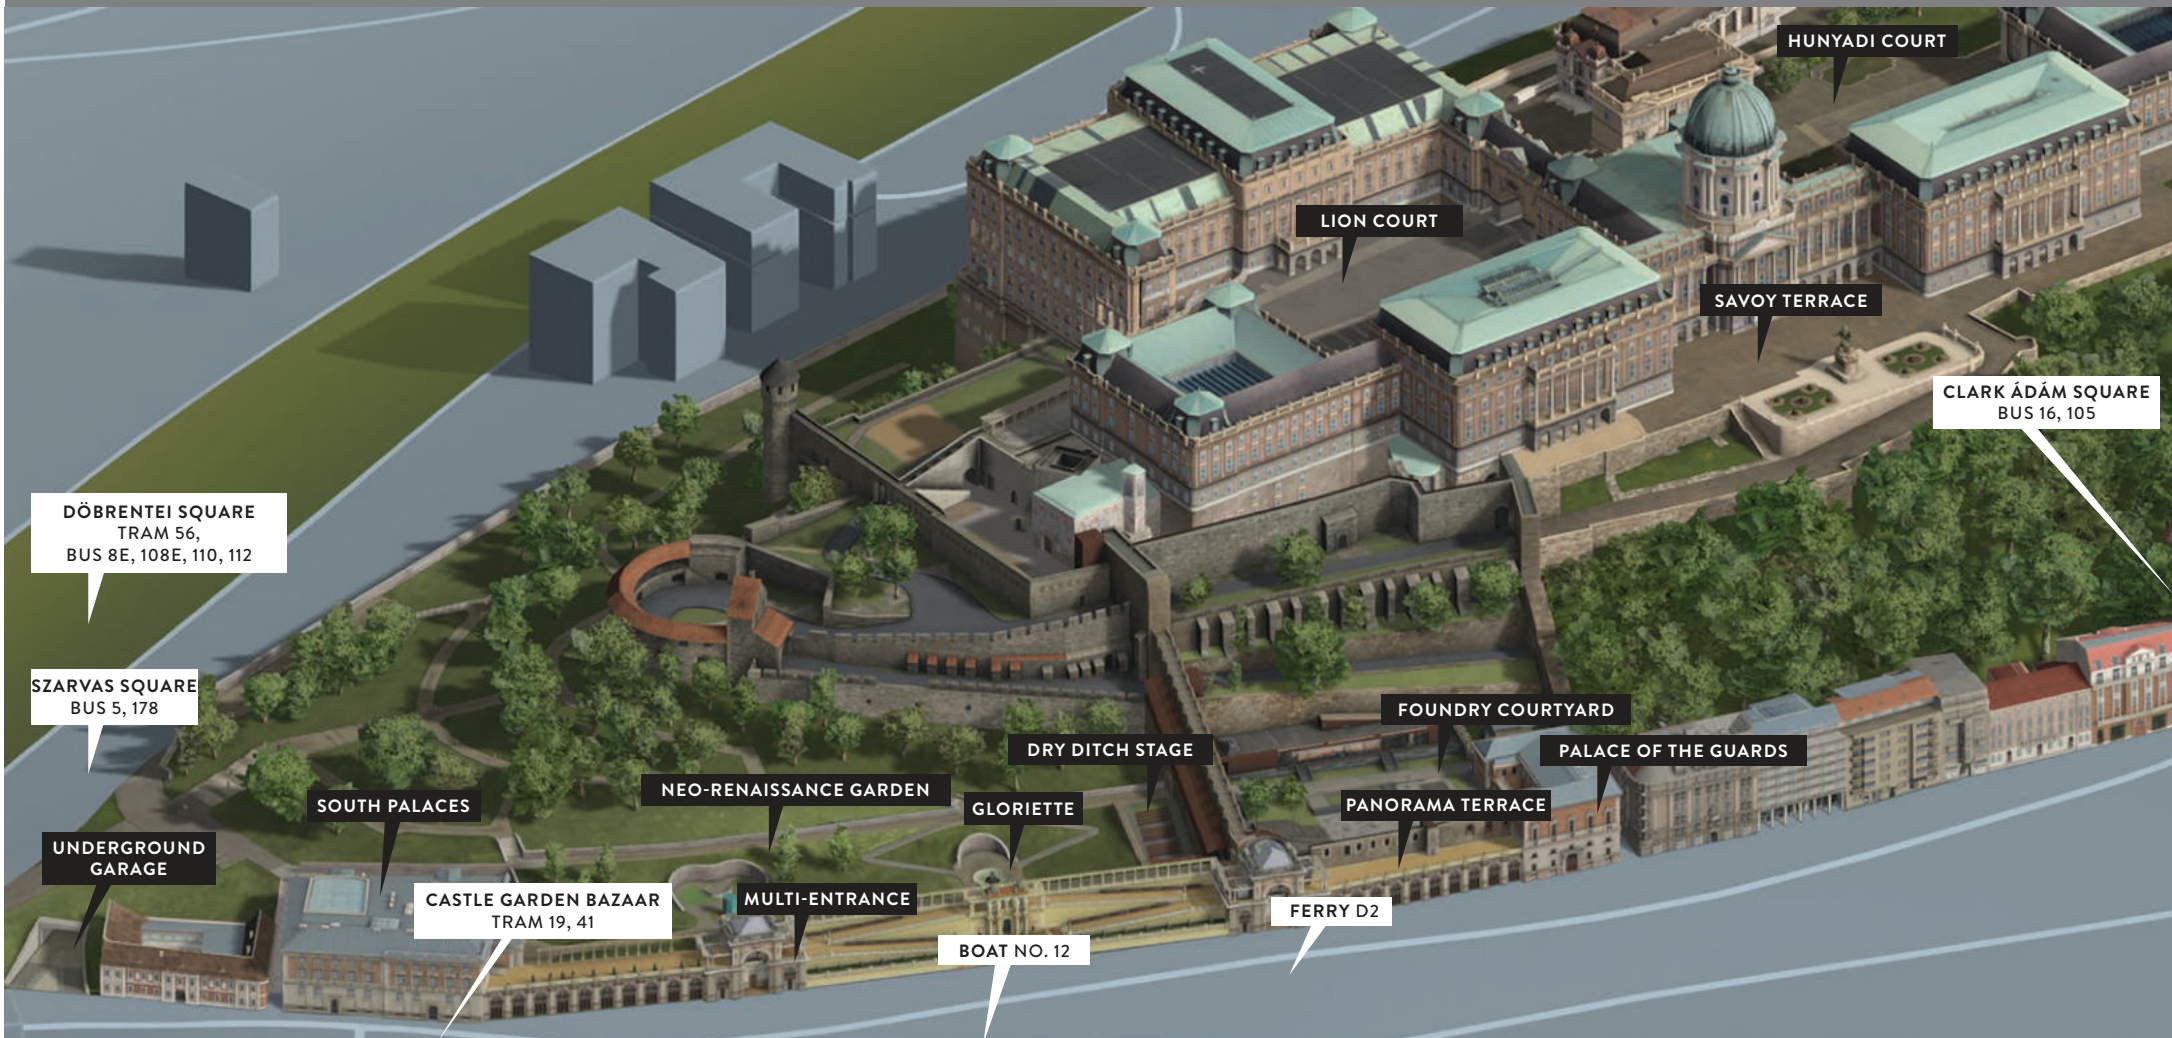 HUNYADI COURT
LION COURT
SAVOY TERRACE
CLARK ÁDÁM SQUARE
BUS 16, 105
DÖBRENTEI SQUARE
TRAM 56,
BUS 8E, 108E, 110, 112
SZARVAS SQUARE
BUS 5, 178
FOUNDRY COURTYARD
DRY DITCH STAGE
PALACE OF THE GUARDS
NEO-RENAISSANCE GARDEN
SOUTH PALACES
GLORIETTE
PANORAMA TERRACE
UNDERGROUND
GARAGE
CASTLE GARDEN BAZAAR
TRAM 19, 41
MULTI-ENTRANCE
FERRY D2
BOAT NO. 12